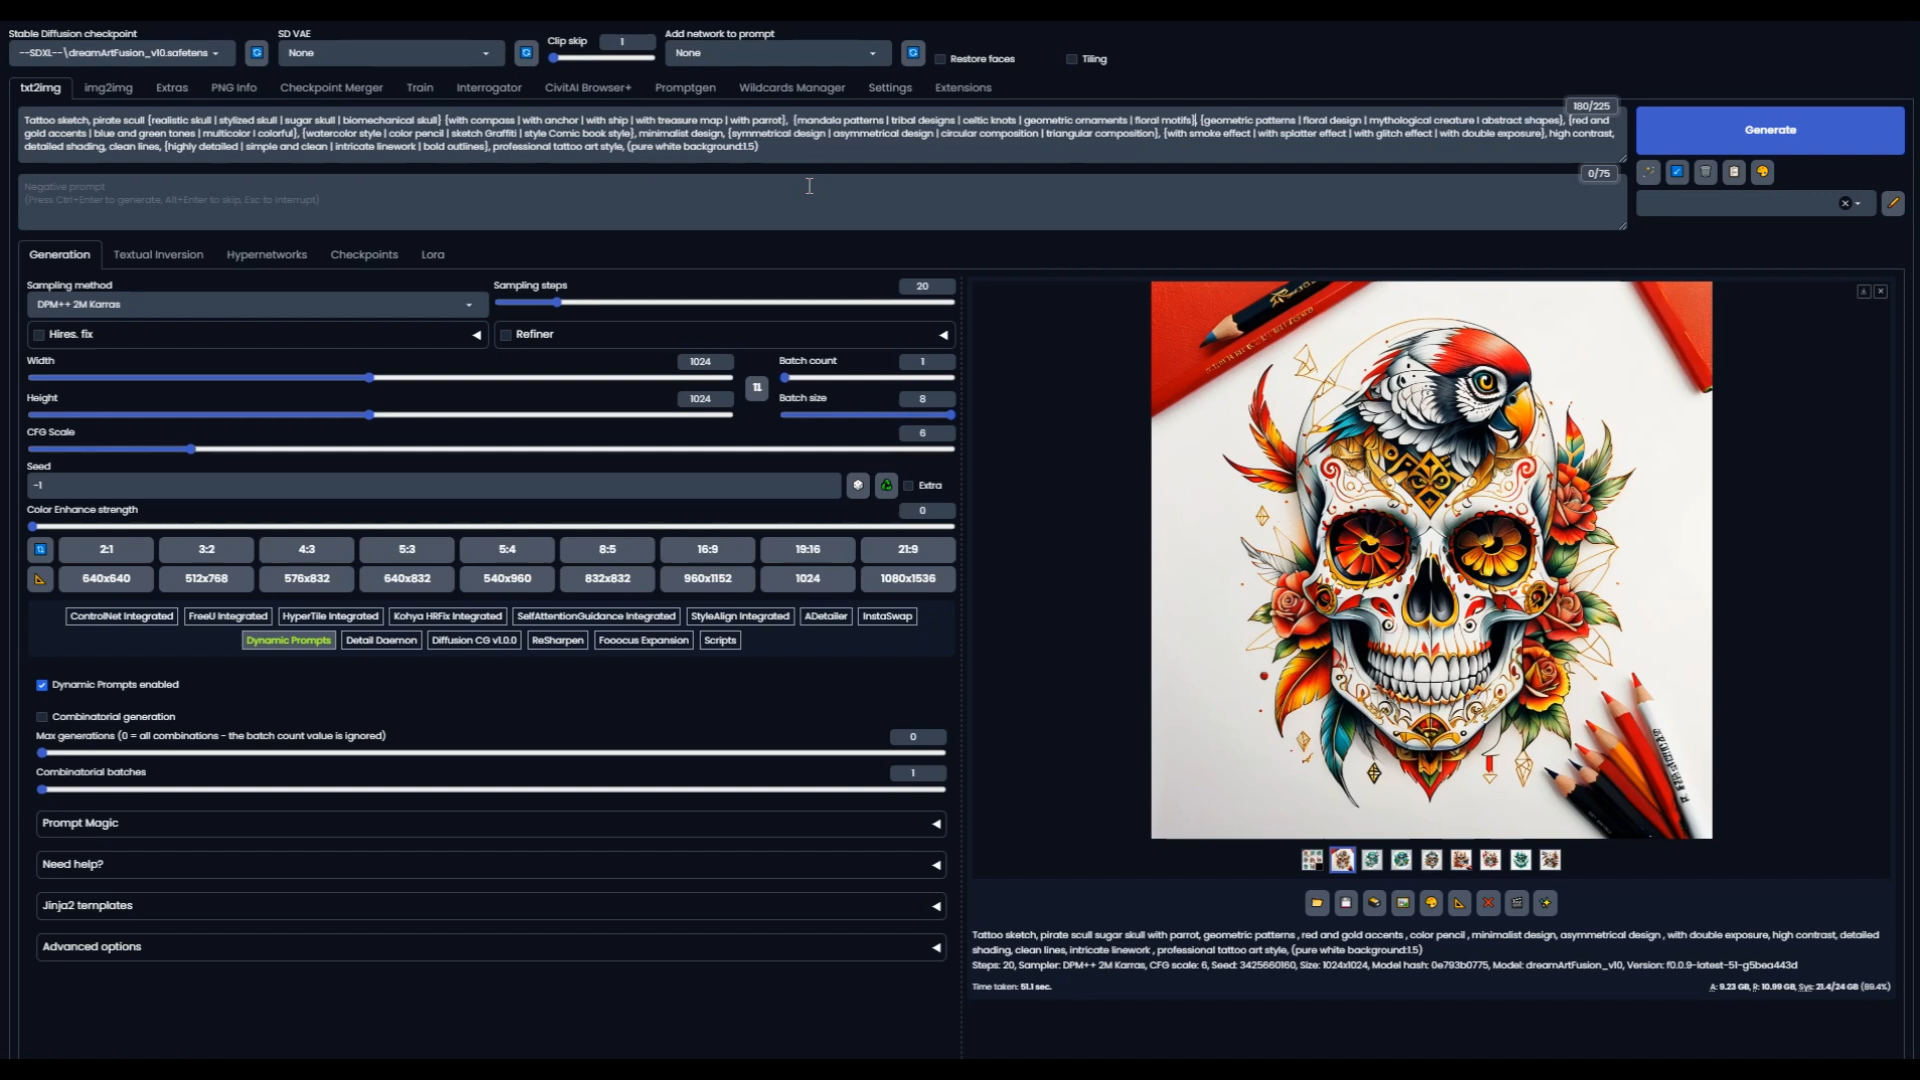 Stable Diffusion checkpoint
SD VAE
Clip skip
1
Add network to prompt
--SDXL--\dreamArtFusion_v10.safetens
None
None
Restore faces
Tiling
txt2img
img2img
Extras
PNG Info
Checkpoint Merger
Train
Interrogator
CivitAI Browser+
Promptgen
Wildcards Manager
Settings
Extensions
180/225
Tattoo sketch, pirate scull {realistic skull | stylized skull | sugar skull | biomechanical skull} {with compass | with anchor | with ship | with treasure map | with parrot}, {mandala patterns | tribal designs | celtic knots | geometric ornaments | floral motifs}, {geometric patterns | floral design | mythological creature | abstract shapes}, {red and
gold accents | blue and green tones | multicolor | colorful}, {watercolor style | color pencil | sketch Graffiti | style Comic book style}, minimalist design, {symmetrical design | asymmetrical design | circular composition | triangular composition}, {with smoke effect | with splatter effect | with glitch effect | with double exposure}, high contrast,
detailed shading, clean lines, {highly detailed | simple and clean | intricate linework | bold outlines}, professional tattoo art style, (pure white background:1.5)
Generate
0/75
Negative prompt
(Press Ctrl+Enter to generate, Alt+Enter to skip, Esc to interrupt)
Generation
Textual Inversion
Hypernetworks
Checkpoints
Lora
Sampling method
Sampling steps
20
DPM++ 2M Karras
Hires. fix
Refiner
Width
1024
Batch count
1
Height
1024
Batch size
8
CFG Scale
6
Seed
-1
Extra
Color Enhance strength
0
2:1
3:2
4:3
5:3
5:4
8:5
16:9
19:16
21:9
640x640
512x768
576x832
640x832
540x960
832x832
960x1152
1024
1080x1536
ControlNet Integrated
FreeU Integrated
HyperTile Integrated
Kohya HRFix Integrated
SelfAttentionGuidance Integrated
StyleAlign Integrated
ADetailer
InstaSwap
Dynamic Prompts
Detail Daemon
Diffusion CG v1.0.0
ReSharpen
Fooocus Expansion
Scripts
Dynamic Prompts enabled
Combinatorial generation
Max generations (0 = all combinations - the batch count value is ignored)
0
Combinatorial batches
1
Prompt Magic
Need help?
Jinja2 templates
Advanced options
Tattoo sketch, pirate scull sugar skull with parrot, geometric patterns , red and gold accents , color pencil , minimalist design, asymmetrical design , with double exposure, high contrast, detailed
shading, clean lines, intricate linework , professional tattoo art style, (pure white background:1.5)
Steps: 20, Sampler: DPM++ 2M Karras, CFG scale: 6, Seed: 3425660160, Size: 1024x1024, Model hash: 0e793b0775, Model: dreamArtFusion_v10, Version: f0.0.9-latest-51-g5bea443d
Time taken: 51.1 sec.
A: 9.23 GB, R: 10.99 GB, Sys: 21.4/24 GB (89.4%)